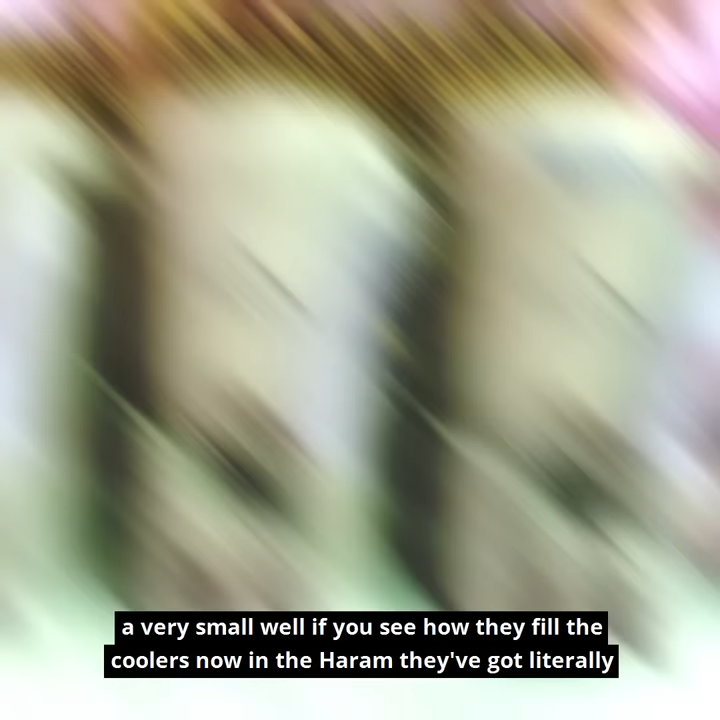 a very small well if you see how they fill the
coolers now in the Haram they've got literally